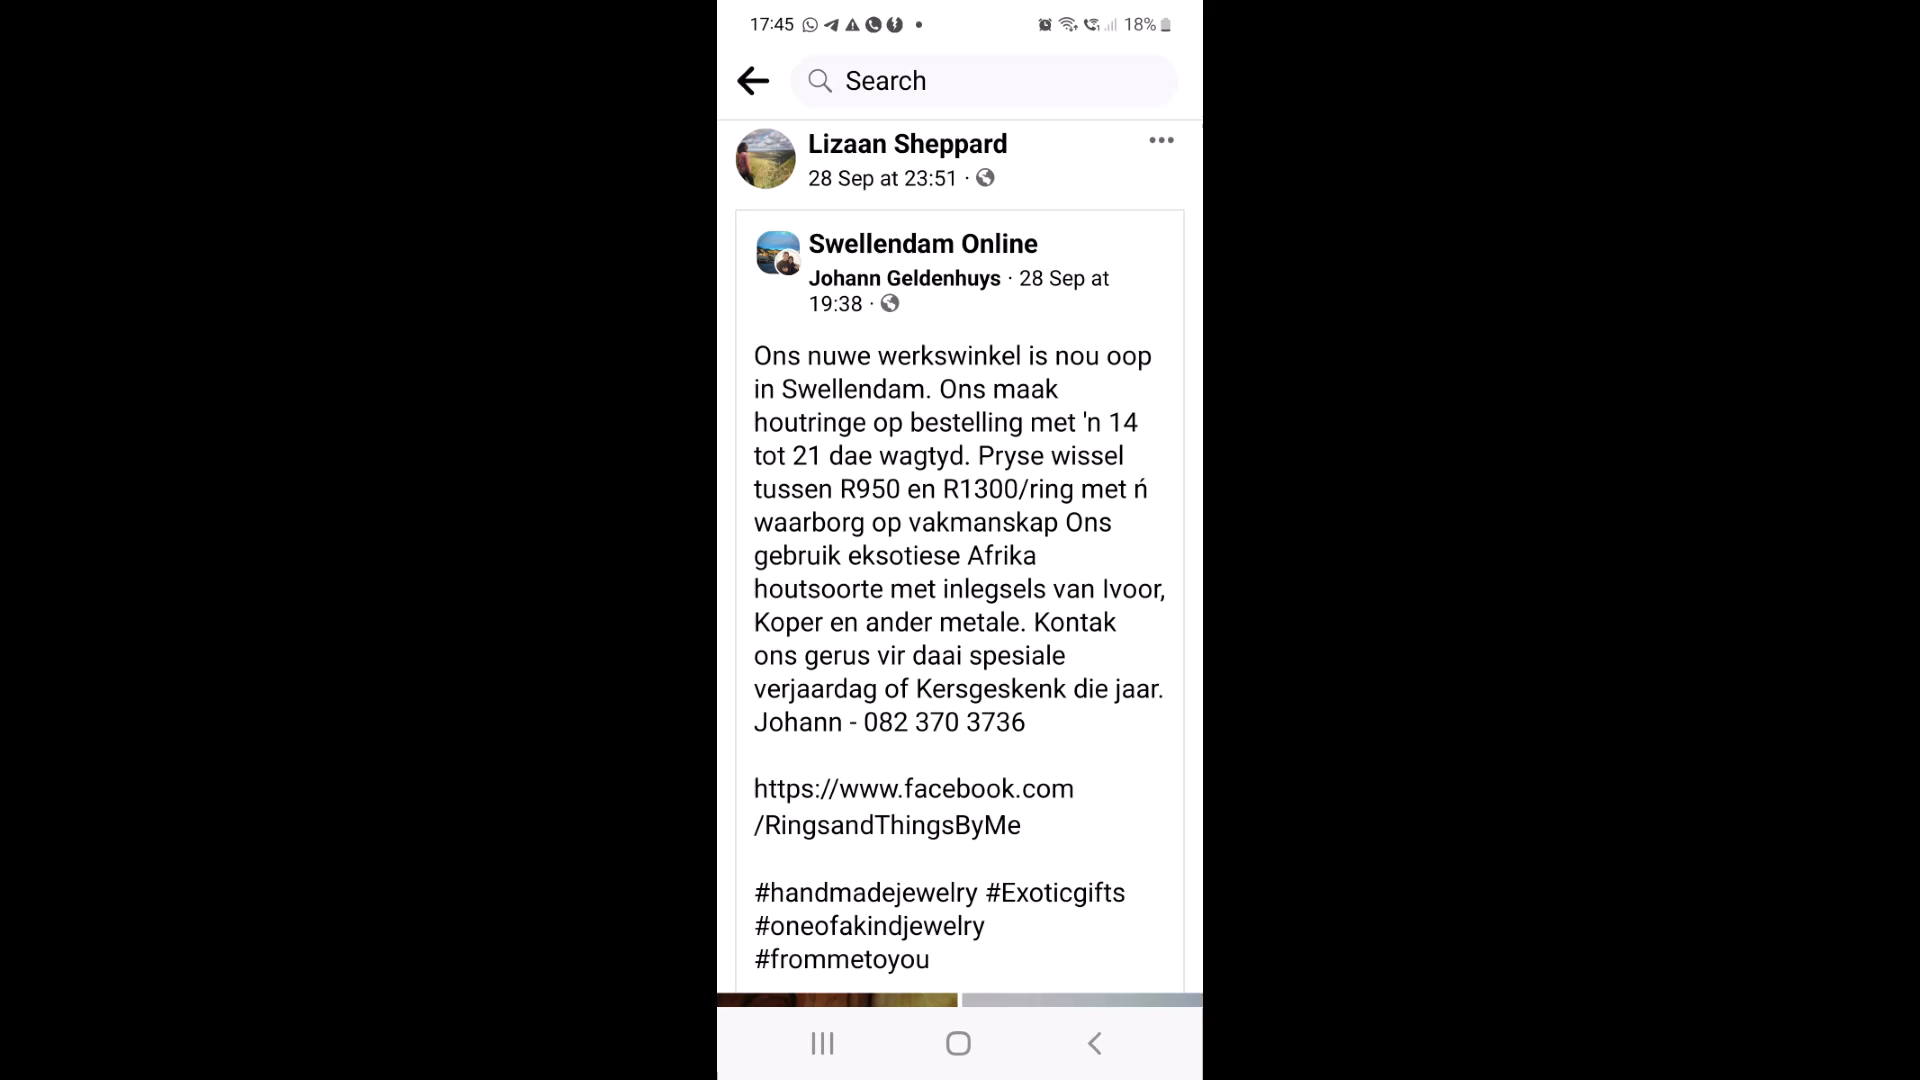 17:45 18%
Search
Lizaan Sheppard
28 Sep at 23:51 ·
Swellendam Online
Johann Geldenhuys · 28 Sep at
19:38 ·
Ons nuwe werkswinkel is nou oop
in Swellendam. Ons maak
houtringe op bestelling met 'n 14
tot 21 dae wagtyd. Pryse wissel
tussen R950 en R1300/ring met ń
waarborg op vakmanskap Ons
gebruik eksotiese Afrika
houtsoorte met inlegsels van Ivoor,
Koper en ander metale. Kontak
ons gerus vir daai spesiale
verjaardag of Kersgeskenk die jaar.
Johann - 082 370 3736
https://www.facebook.com
/RingsandThingsByMe
#handmadejewelry #Exoticgifts
#oneofakindjewelry
#frommetoyou